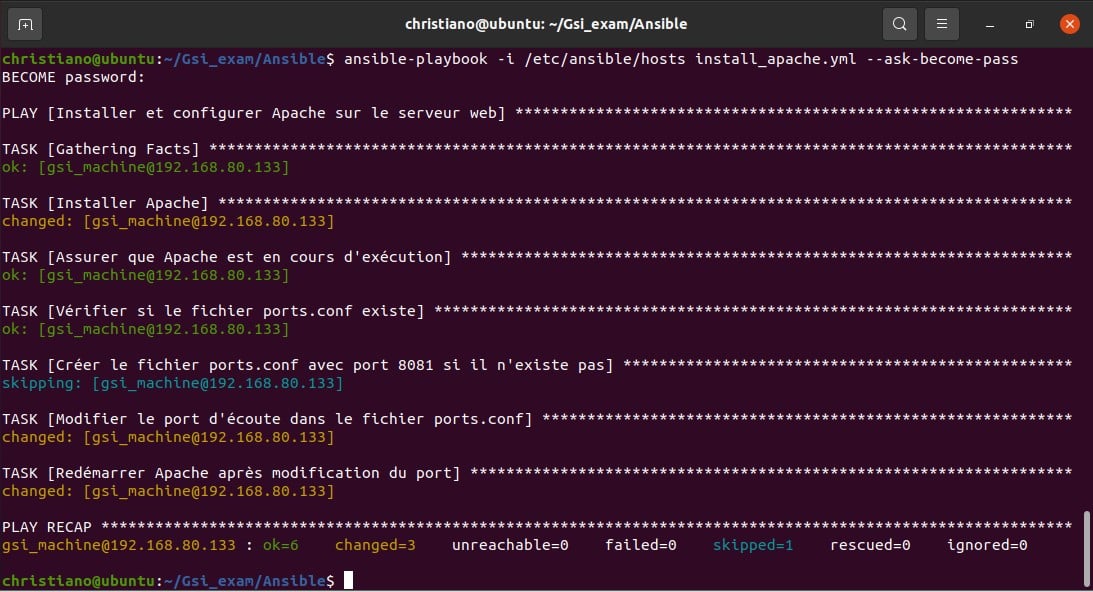 christiano@ubuntu: ~/Gsi_exam/Ansible
christiano@ubuntu:~/Gsi_exam/Ansible$ ansible-playbook -i /etc/ansible/hosts install_apache.yml --ask-become-pass
BECOME password:
PLAY [Installer et configurer Apache sur le serveur web] **************************************************************
TASK [Gathering Facts] ************************************************************************************************
ok: [gsi_machine@192.168.80.133]
TASK [Installer Apache] ***********************************************************************************************
changed: [gsi_machine@192.168.80.133]
TASK [Assurer que Apache est en cours d'exécution] ********************************************************************
ok: [gsi_machine@192.168.80.133]
TASK [Vérifier si le fichier ports.conf existe] ***********************************************************************
ok: [gsi_machine@192.168.80.133]
TASK [Créer le fichier ports.conf avec port 8081 si il n'existe pas] **************************************************
skipping: [gsi_machine@192.168.80.133]
TASK [Modifier le port d'écoute dans le fichier ports.conf] ***********************************************************
changed: [gsi_machine@192.168.80.133]
TASK [Redémarrer Apache après modification du port] *******************************************************************
changed: [gsi_machine@192.168.80.133]
PLAY RECAP ************************************************************************************************************
gsi_machine@192.168.80.133 : ok=6    changed=3    unreachable=0    failed=0    skipped=1    rescued=0    ignored=0
christiano@ubuntu:~/Gsi_exam/Ansible$